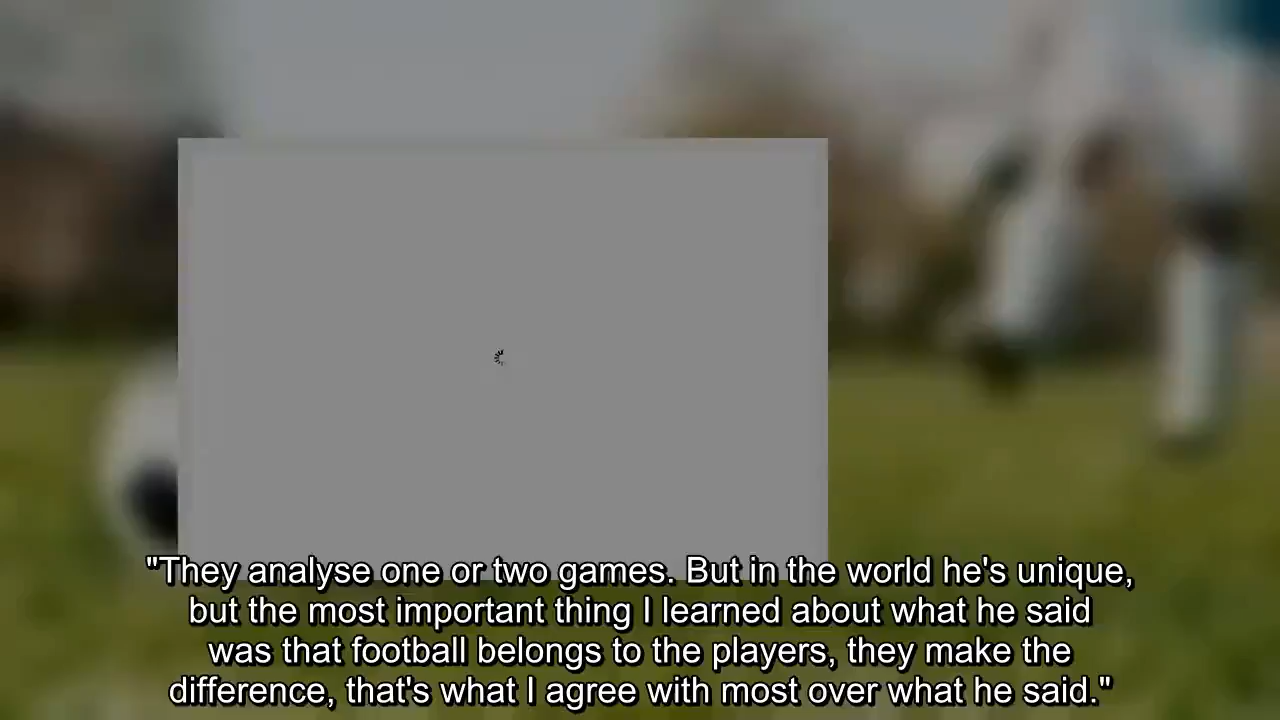 "They analyse one or two games. But in the world he's unique,
but the most important thing I learned about what he said
was that football belongs to the players, they make the
difference, that's what I agree with most over what he said."